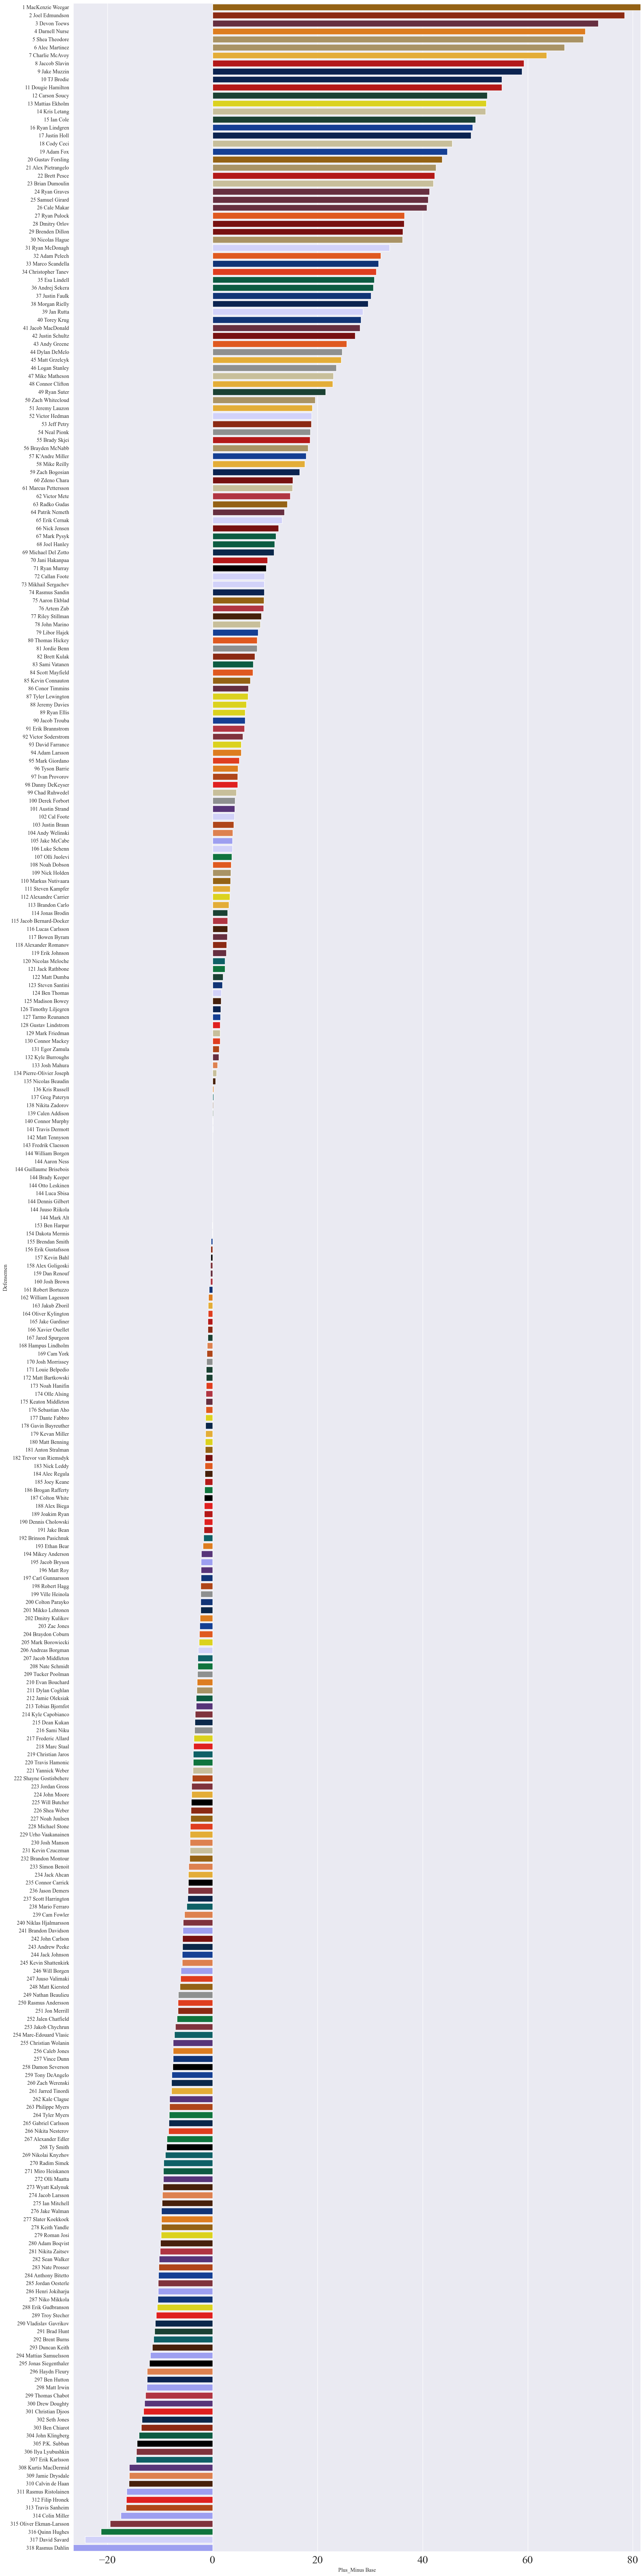 1 MacKenzie Weegar
2 Joel Edmundson
3 Devon Toews
4 Darnell Nurse
5 Shea Theodore
6 Alec Martinez
7 Charlie McAvoy
8 Jaccob Slavin
9 Jake Muzzin
10 TJ Brodie
11 Dougie Hamilton
12 Carson Soucy
13 Mattias Ekholm
14 Kris Letang
15 Ian Cole
16 Ryan Lindgren
17 Justin Holl
18 Cody Ceci
19 Adam Fox
20 Gustav Forsling
21 Alex Pietrangelo
22 Brett Pesce
23 Brian Dumoulin
24 Ryan Graves
25 Samuel Girard
26 Cale Makar
27 Ryan Pulock
28 Dmitry Orlov
29 Brenden Dillon
30 Nicolas Hague
31 Ryan McDonagh
32 Adam Pelech
33 Marco Scandella
34 Christopher Tanev
35 Esa Lindell
36 Andrej Sekera
37 Justin Faulk
38 Morgan Rielly
39 Jan Rutta
40 Torey Krug
41 Jacob MacDonald
42 Justin Schultz
43 Andy Greene
44 Dylan DeMelo
45 Matt Grzelcyk
46 Logan Stanley
47 Mike Matheson
48 Connor Clifton
49 Ryan Suter
50 Zach Whitecloud
51 Jeremy Lauzon
52 Victor Hedman
53 Jeff Petry
54 Neal Pionk
55 Brady Skjei
56 Brayden McNabb
57 K'Andre Miller
58 Mike Reilly
59 Zach Bogosian
60 Zdeno Chara
61 Marcus Pettersson
62 Victor Mete
63 Radko Gudas
64 Patrik Nemeth
65 Erik Cernak
66 Nick Jensen
67 Mark Pysyk
68 Joel Hanley
69 Michael Del Zotto
70 Jani Hakanpaa
71 Ryan Murray
72 Callan Foote
73 Mikhail Sergachev
74 Rasmus Sandin
75 Aaron Ekblad
76 Artem Zub
77 Riley Stillman
78 John Marino
79 Libor Hajek
80 Thomas Hickey
81 Jordie Benn
82 Brett Kulak
83 Sami Vatanen
84 Scott Mayfield
85 Kevin Connauton
86 Conor Timmins
87 Tyler Lewington
88 Jeremy Davies
89 Ryan Ellis
90 Jacob Trouba
91 Erik Brannstrom
92 Victor Soderstrom
93 David Farrance
94 Adam Larsson
95 Mark Giordano
96 Tyson Barrie
97 Ivan Provorov
98 Danny DeKeyser
99 Chad Ruhwedel
100 Derek Forbort
101 Austin Strand
102 Cal Foote
103 Justin Braun
104 Andy Welinski
105 Jake McCabe
106 Luke Schenn
107 Olli Juolevi
108 Noah Dobson
109 Nick Holden
110 Markus Nutivaara
111 Steven Kampfer
112 Alexandre Carrier
113 Brandon Carlo
114 Jonas Brodin
115 Jacob Bernard-Docker
116 Lucas Carlsson
117 Bowen Byram
118 Alexander Romanov
119 Erik Johnson
120 Nicolas Meloche
121 Jack Rathbone
122 Matt Dumba
123 Steven Santini
124 Ben Thomas
125 Madison Bowey
126 Timothy Liljegren
127 Tarmo Reunanen
128 Gustav Lindstrom
129 Mark Friedman
130 Connor Mackey
131 Egor Zamula
132 Kyle Burroughs
133 Josh Mahura
134 Pierre-Olivier Joseph
135 Nicolas Beaudin
136 Kris Russell
137 Greg Pateryn
138 Nikita Zadorov
139 Calen Addison
140 Connor Murphy
141 Travis Dermott
142 Matt Tennyson
143 Fredrik Claesson
144 William Borgen
144 Aaron Ness
144 Guillaume Brisebois
144 Brady Keeper
144 Otto Leskinen
144 Luca Sbisa
144 Dennis Gilbert
144 Juuso Riikola
144 Mark Alt
153 Ben Harpur
154 Dakota Mermis
155 Brendan Smith
156 Erik Gustafsson
157 Kevin Bahl
158 Alex Goligoski
159 Dan Renouf
160 Josh Brown
161 Robert Bortuzzo
162 William Lagesson
163 Jakub Zboril
164 Oliver Kylington
165 Jake Gardiner
166 Xavier Ouellet
167 Jared Spurgeon
168 Hampus Lindholm
169 Cam York
170 Josh Morrissey
171 Louie Belpedio
172 Matt Bartkowski
173 Noah Hanifin
174 Olle Alsing
175 Keaton Middleton
176 Sebastian Aho
177 Dante Fabbro
178 Gavin Bayreuther
179 Kevan Miller
180 Matt Benning
181 Anton Stralman
182 Trevor van Riemsdyk
183 Nick Leddy
184 Alec Regula
185 Joey Keane
186 Brogan Rafferty
187 Colton White
188 Alex Biega
189 Joakim Ryan
190 Dennis Cholowski
191 Jake Bean
192 Brinson Pasichnuk
193 Ethan Bear
194 Mikey Anderson
195 Jacob Bryson
196 Matt Roy
197 Carl Gunnarsson
198 Robert Hagg
199 Ville Heinola
200 Colton Parayko
201 Mikko Lehtonen
202 Dmitry Kulikov
203 Zac Jones
204 Braydon Coburn
205 Mark Borowiecki
206 Andreas Borgman
207 Jacob Middleton
208 Nate Schmidt
209 Tucker Poolman
210 Evan Bouchard
211 Dylan Coghlan
212 Jamie Oleksiak
213 Tobias Bjornfot
214 Kyle Capobianco
215 Dean Kukan
216 Sami Niku
217 Frederic Allard
218 Marc Staal
219 Christian Jaros
220 Travis Hamonic
221 Yannick Weber
222 Shayne Gostisbehere
223 Jordan Gross
224 John Moore
225 Will Butcher
226 Shea Weber
227 Noah Juulsen
228 Michael Stone
229 Urho Vaakanainen
230 Josh Manson
231 Kevin Czuczman
232 Brandon Montour
233 Simon Benoit
234 Jack Ahcan
235 Connor Carrick
236 Jason Demers
237 Scott Harrington
238 Mario Ferraro
239 Cam Fowler
240 Niklas Hjalmarsson
241 Brandon Davidson
242 John Carlson
243 Andrew Peeke
244 Jack Johnson
245 Kevin Shattenkirk
246 Will Borgen
247 Juuso Valimaki
248 Matt Kiersted
249 Nathan Beaulieu
250 Rasmus Andersson
251 Jon Merrill
252 Jalen Chatfield
253 Jakob Chychrun
254 Marc-Edouard Vlasic
255 Christian Wolanin
256 Caleb Jones
257 Vince Dunn
258 Damon Severson
259 Tony DeAngelo
260 Zach Werenski
261 Jarred Tinordi
262 Kale Clague
263 Philippe Myers
264 Tyler Myers
265 Gabriel Carlsson
266 Nikita Nesterov
267 Alexander Edler
268 Ty Smith
269 Nikolai Knyzhov
270 Radim Simek
271 Miro Heiskanen
272 Olli Maatta
273 Wyatt Kalynuk
274 Jacob Larsson
275 Ian Mitchell
276 Jake Walman
277 Slater Koekkoek
278 Keith Yandle
279 Roman Josi
280 Adam Boqvist
281 Nikita Zaitsev
282 Sean Walker
283 Nate Prosser
284 Anthony Bitetto
285 Jordan Oesterle
286 Henri Jokiharju
287 Niko Mikkola
288 Erik Gudbranson
289 Troy Stecher
290 Vladislav Gavrikov
291 Brad Hunt
292 Brent Burns
293 Duncan Keith
294 Mattias Samuelsson
295 Jonas Siegenthaler
296 Haydn Fleury
297 Ben Hutton
298 Matt Irwin
299 Thomas Chabot
300 Drew Doughty
301 Christian Djoos
302 Seth Jones
303 Ben Chiarot
304 John Klingberg
305 P.K. Subban
306 Ilya Lyubushkin
307 Erik Karlsson
308 Kurtis MacDermid
309 Jamie Drysdale
310 Calvin de Haan
311 Rasmus Ristolainen
312 Filip Hronek
313 Travis Sanheim
314 Colin Miller
315 Oliver Ekman-Larsson
316 Quinn Hughes
317 David Savard
318 Rasmus Dahlin
Defensemen
−20 0 20 40 60 80
Plus_Minus Base